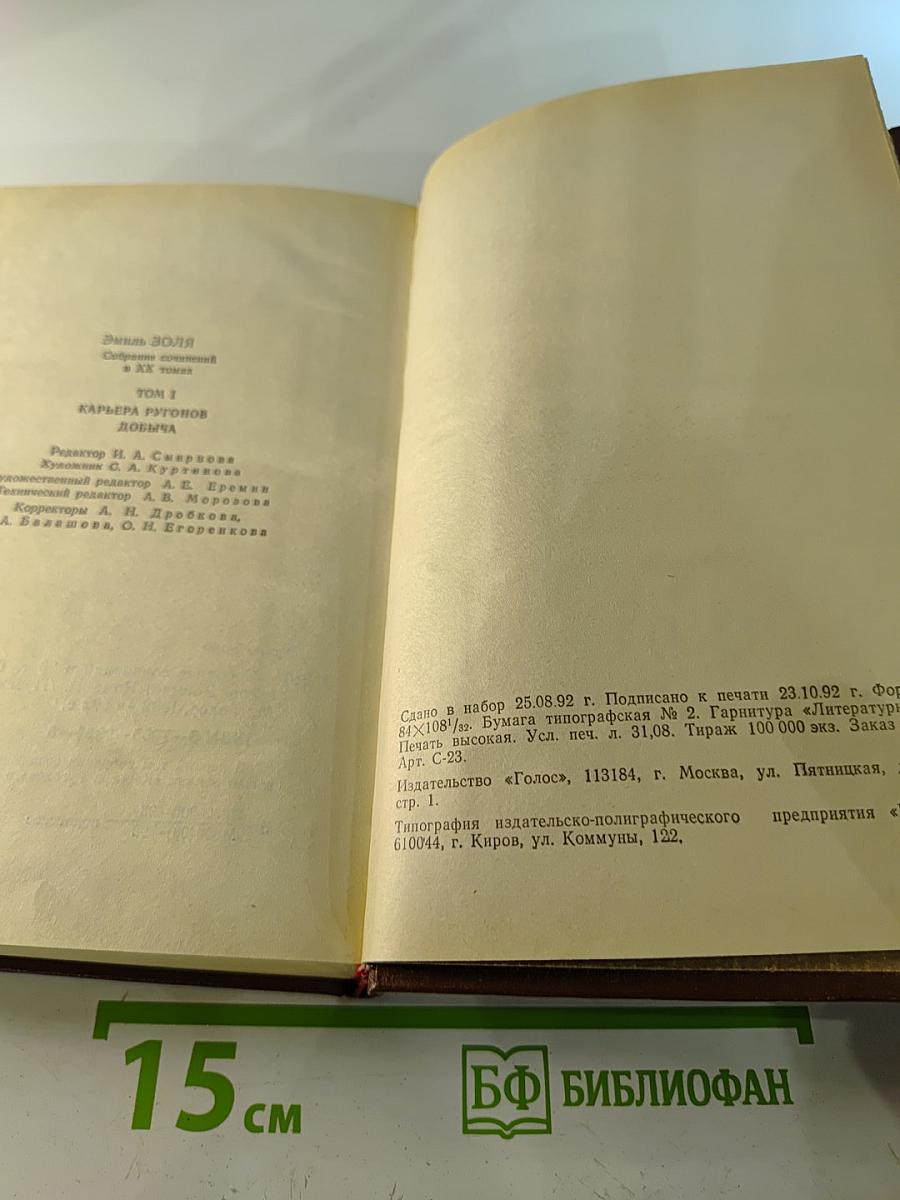 Эмиль ЗОЛЯ
Собрание сочинений
в XX томах
ТОМ I
КАРЬЕРА РУГОНОВ
ДОБЫЧА
Редактор И. А. Смирнова
Художник С. А. Куртинова
удожественный редактор А. Е. Еремин
Технический редактор А. В. Морозова
Корректоры А. Н. Дробкова,
А. Балашова, О. Н. Егоренкова
Сдано в набор 25.08.92 г. Подписано к печати 23.10.92 г. Фор
84×108¹/₃₂. Бумага типографская № 2. Гарнитура «Литературн
Печать высокая. Усл. печ. л. 31,08. Тираж 100 000 экз. Заказ
Арт. С-23.
Издательство «Голос», 113184, г. Москва, ул. Пятницкая,
стр. 1.
Типография издательско-полиграфического предприятия
610044, г. Киров, ул. Коммуны, 122.
15 см
БФ БИБЛИОФАН